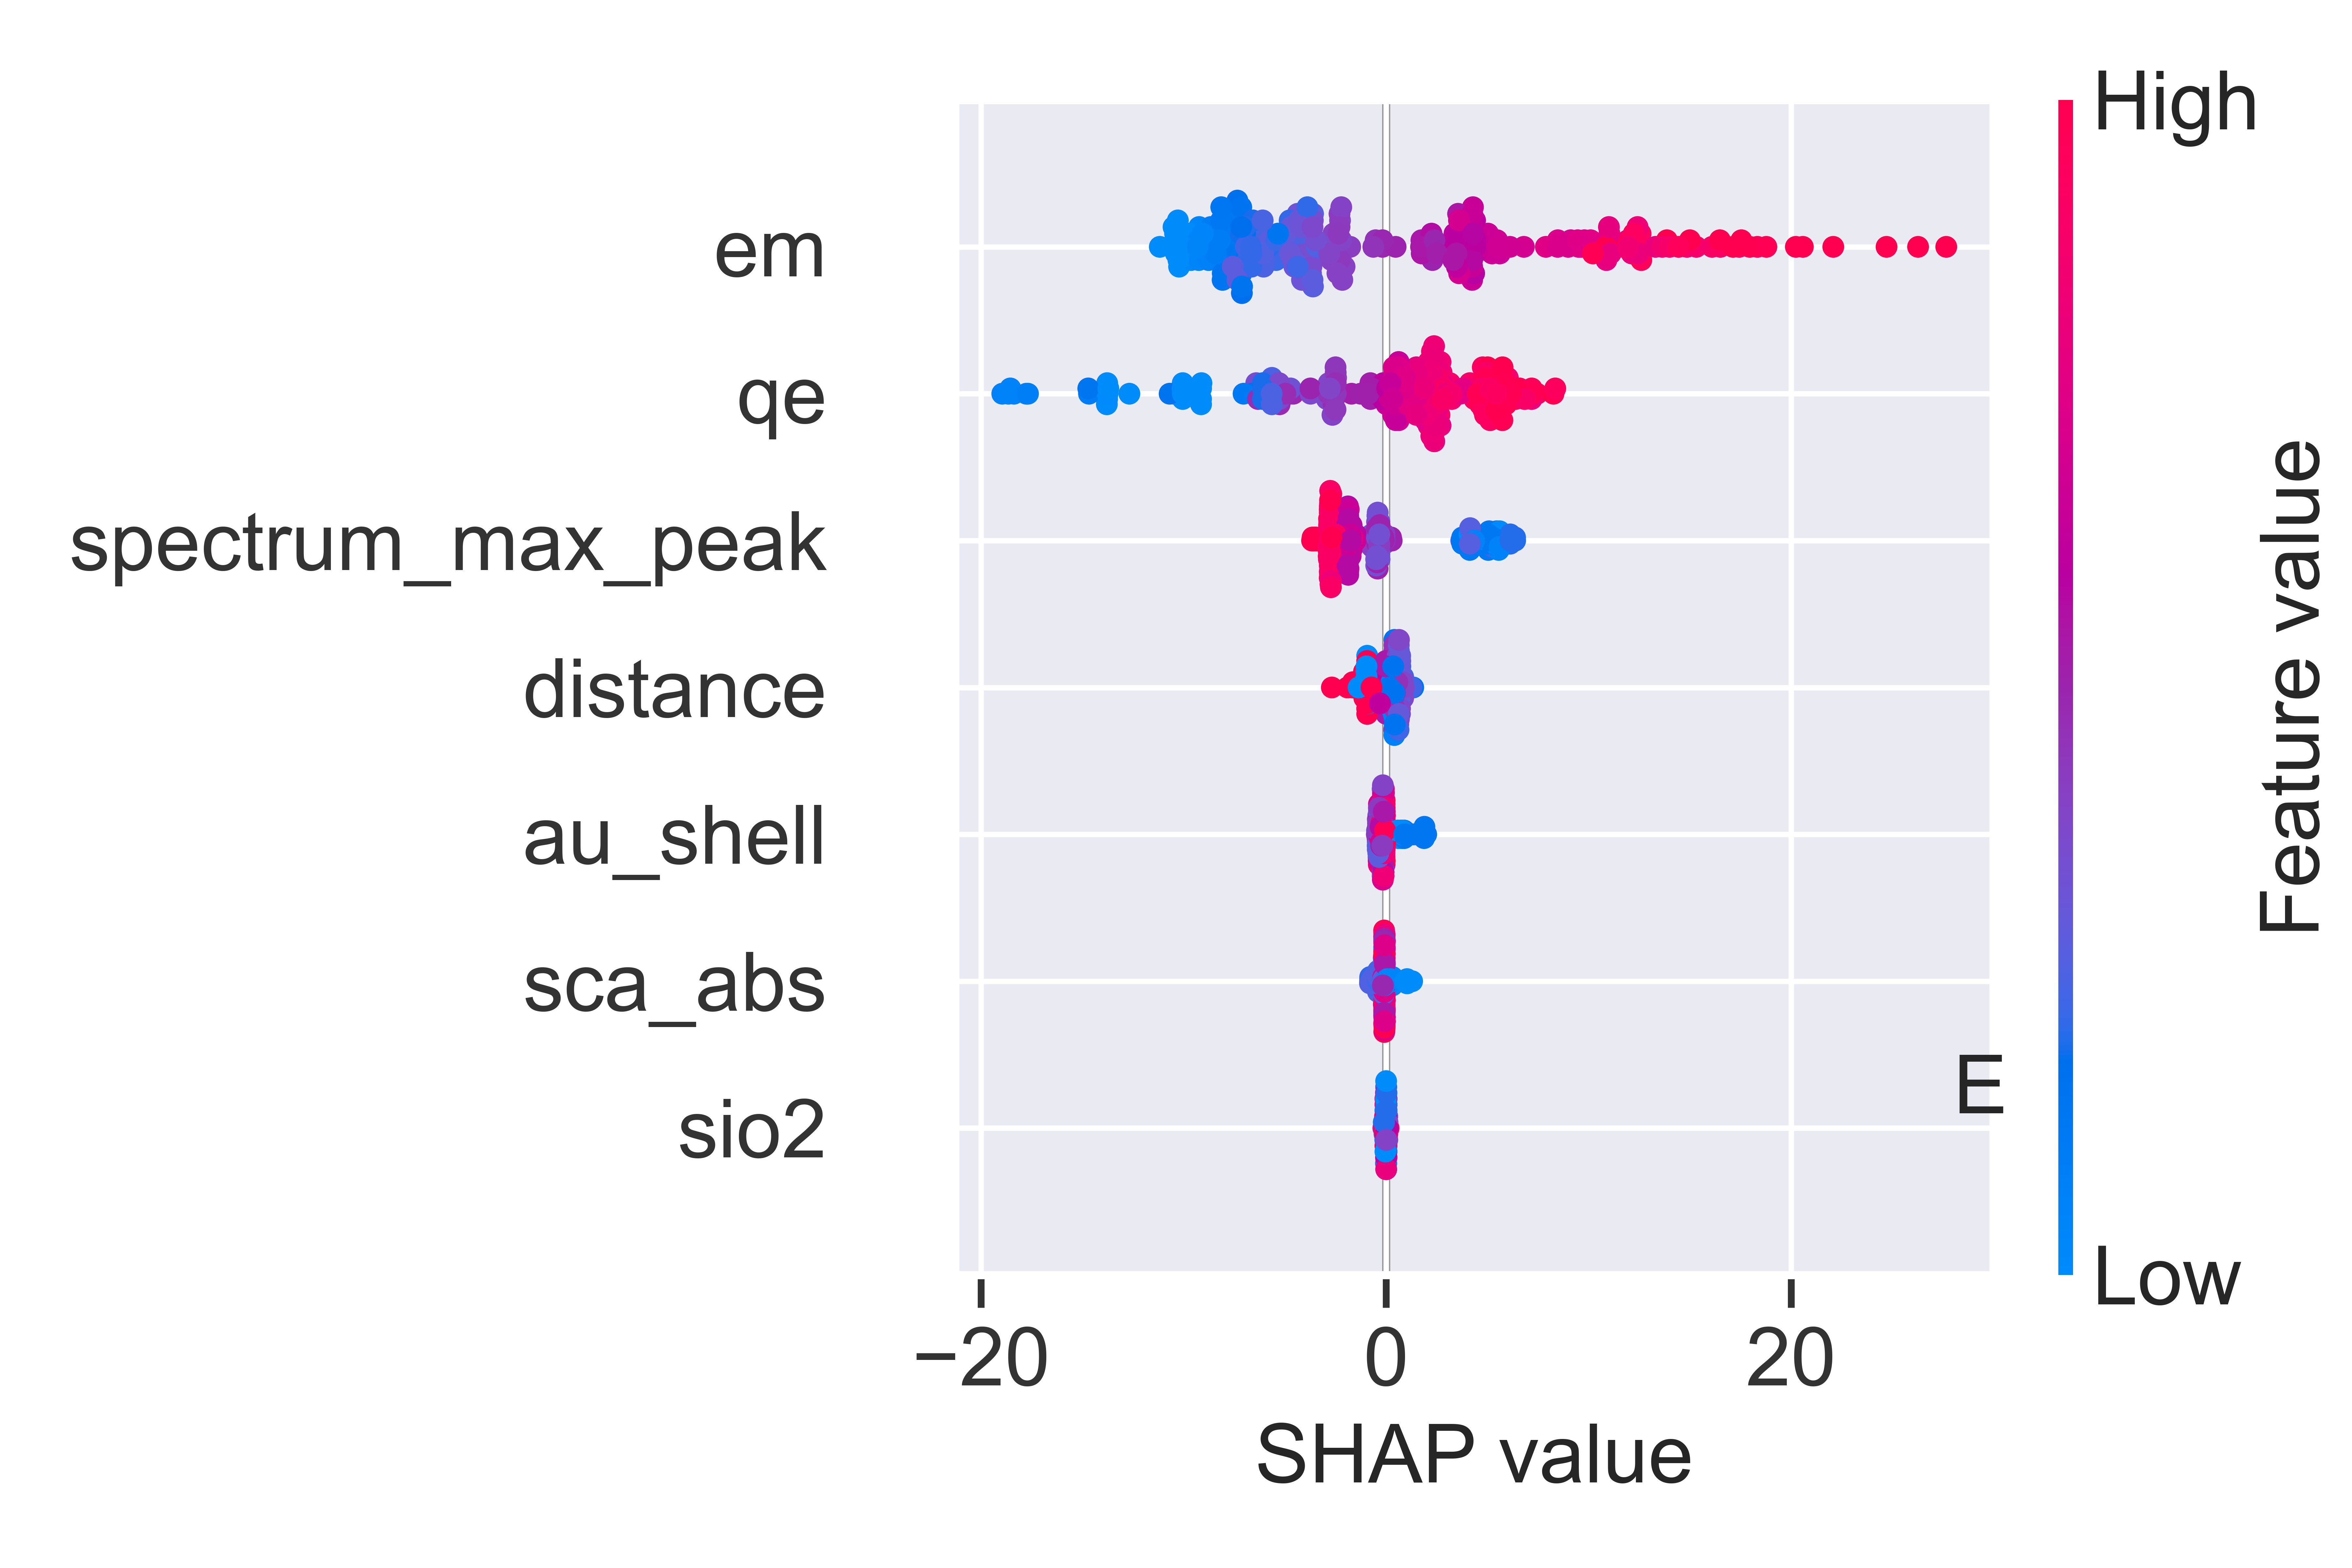 High
em
qe
spectrum_max_peak
distance
au_shell
sca_abs
E
sio2
Feature value
Low
−20 0 20
SHAP value